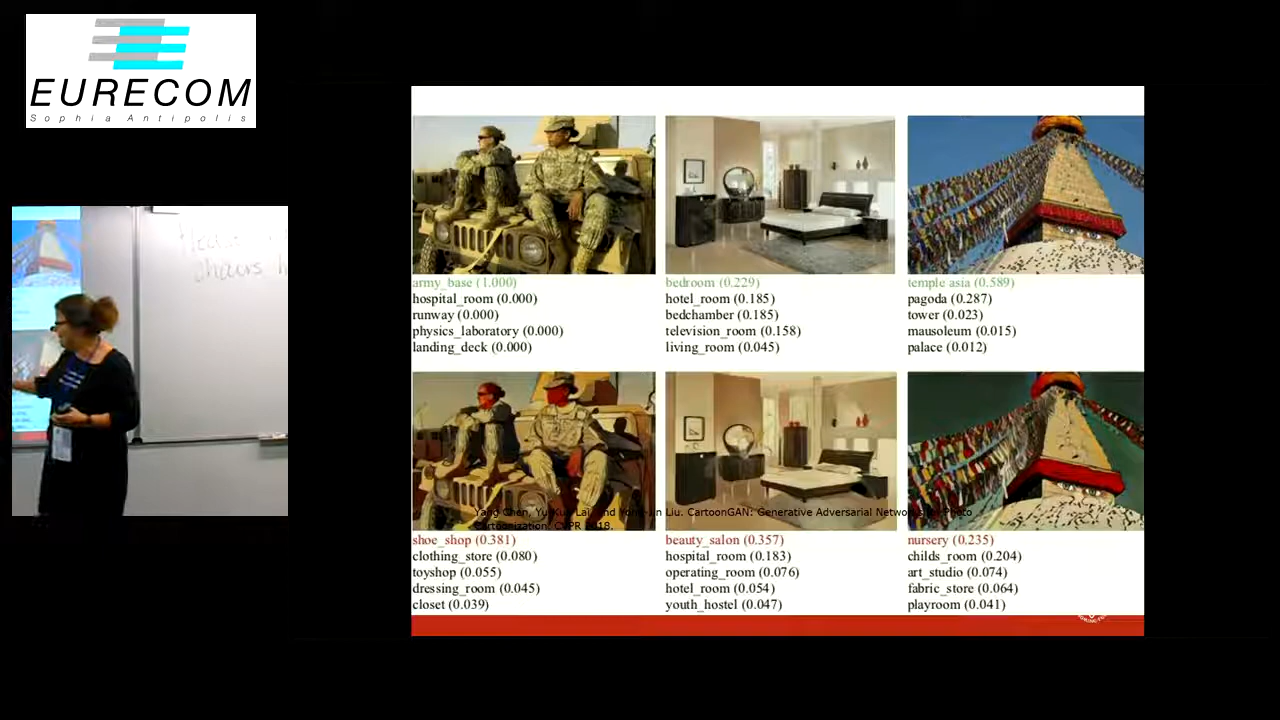 EURECOM
Sophia Antipolis
chairs
army_base (1.000)
hospital_room (0.000)
runway (0.000)
physics_laboratory (0.000)
landing_deck (0.000)
bedroom (0.229)
hotel_room (0.185)
bedchamber (0.185)
television_room (0.158)
living_room (0.045)
temple asia (0.589)
pagoda (0.287)
tower (0.023)
mausoleum (0.015)
palace (0.012)
Yang Chen, Yu-Kun Lai, and Yong-Jin Liu. CartoonGAN: Generative Adversarial Networks for Photo
Cartoonization. CVPR 2018.
shoe_shop (0.381)
clothing_store (0.080)
toyshop (0.055)
dressing_room (0.045)
closet (0.039)
beauty_salon (0.357)
hospital_room (0.183)
operating_room (0.076)
hotel_room (0.054)
youth_hostel (0.047)
nursery (0.235)
childs_room (0.204)
art_studio (0.074)
fabric_store (0.064)
playroom (0.041)